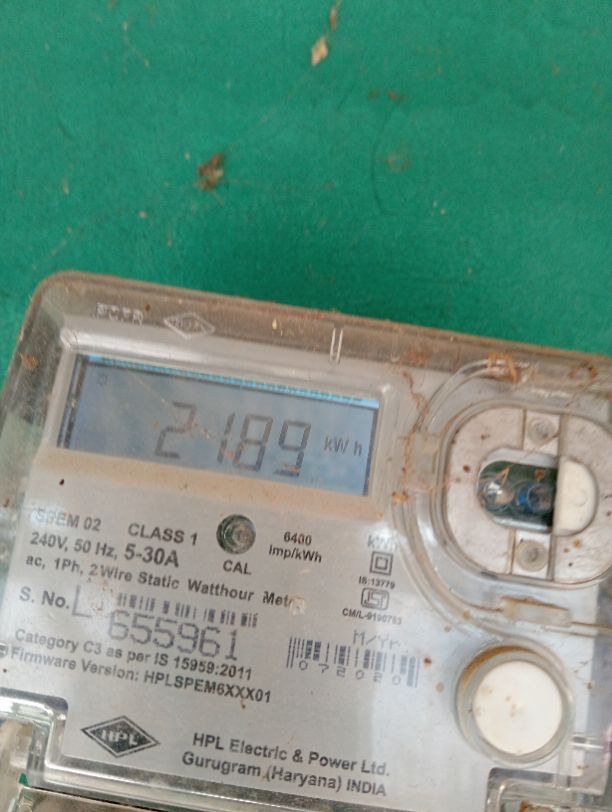 2189 kW h
SBEM 02 CLASS 1
240V, 50 Hz, 5-30A
CAL
6400
imp/kWh
ac, 1Ph, 2Wire Static Watthour Meter
IS:13779
CM/L-9190753
S. No. L
655961
M/Yr.
072020
Category C3 as per IS 15959:2011
Firmware Version: HPLSPEM6XXX01
HPL
HPL Electric & Power Ltd.
Gurugram (Haryana) INDIA